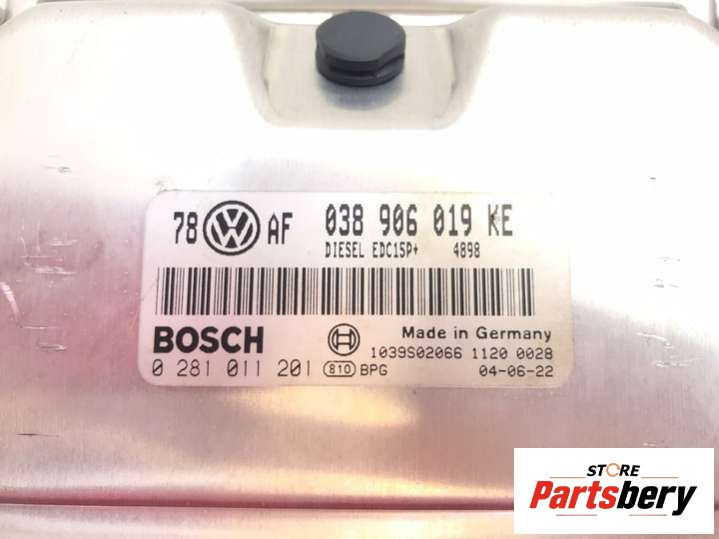 78 VW AF 038 906 019 KE
DIESEL EDC15P+ 4898
BOSCH
Made in Germany
0 281 011 201 810 BPG
1039S02066 1120 0028
04-06-22
STORE
Partsbery